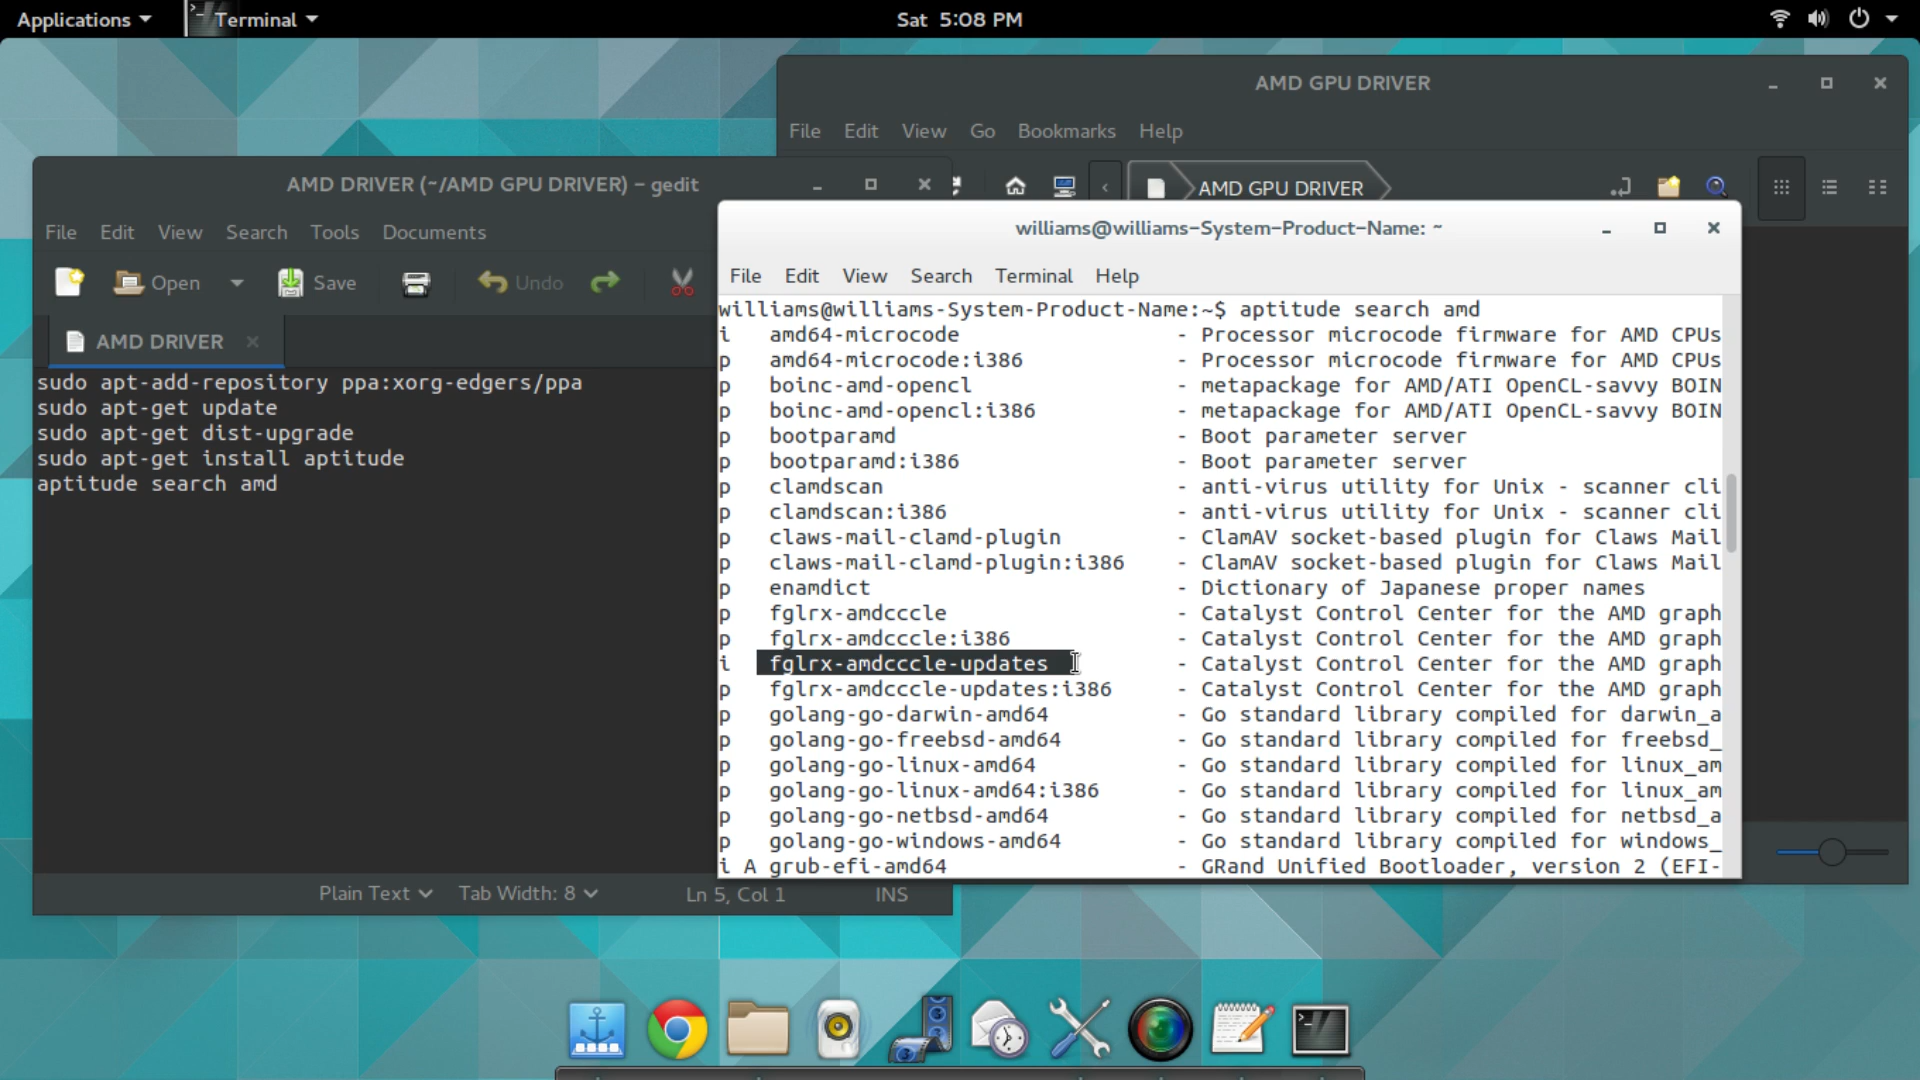 Applications
Terminal
Sat 5:08 PM
AMD GPU DRIVER
File Edit View Go Bookmarks Help
AMD GPU DRIVER
AMD DRIVER (~/AMD GPU DRIVER) - gedit
File Edit View Search Tools Documents
Open Save Undo
AMD DRIVER
sudo apt-add-repository ppa:xorg-edgers/ppa
sudo apt-get update
sudo apt-get dist-upgrade
sudo apt-get install aptitude
aptitude search amd
Plain Text Tab Width: 8 Ln 5, Col 1 INS
williams@williams-System-Product-Name: ~
File Edit View Search Terminal Help
williams@williams-System-Product-Name:~$ aptitude search amd
i amd64-microcode - Processor microcode firmware for AMD CPUs
p amd64-microcode:i386 - Processor microcode firmware for AMD CPUs
p boinc-amd-opencl - metapackage for AMD/ATI OpenCL-savvy BOIN
p boinc-amd-opencl:i386 - metapackage for AMD/ATI OpenCL-savvy BOIN
p bootparamd - Boot parameter server
p bootparamd:i386 - Boot parameter server
p clamdscan - anti-virus utility for Unix - scanner cli
p clamdscan:i386 - anti-virus utility for Unix - scanner cli
p claws-mail-clamd-plugin - ClamAV socket-based plugin for Claws Mail
p claws-mail-clamd-plugin:i386 - ClamAV socket-based plugin for Claws Mail
p enamdict - Dictionary of Japanese proper names
p fglrx-amdcccle - Catalyst Control Center for the AMD graph
p fglrx-amdcccle:i386 - Catalyst Control Center for the AMD graph
i fglrx-amdcccle-updates - Catalyst Control Center for the AMD graph
p fglrx-amdcccle-updates:i386 - Catalyst Control Center for the AMD graph
p golang-go-darwin-amd64 - Go standard library compiled for darwin_a
p golang-go-freebsd-amd64 - Go standard library compiled for freebsd_
p golang-go-linux-amd64 - Go standard library compiled for linux_am
p golang-go-linux-amd64:i386 - Go standard library compiled for linux_am
p golang-go-netbsd-amd64 - Go standard library compiled for netbsd_a
p golang-go-windows-amd64 - Go standard library compiled for windows_
i A grub-efi-amd64 - GRand Unified Bootloader, version 2 (EFI-